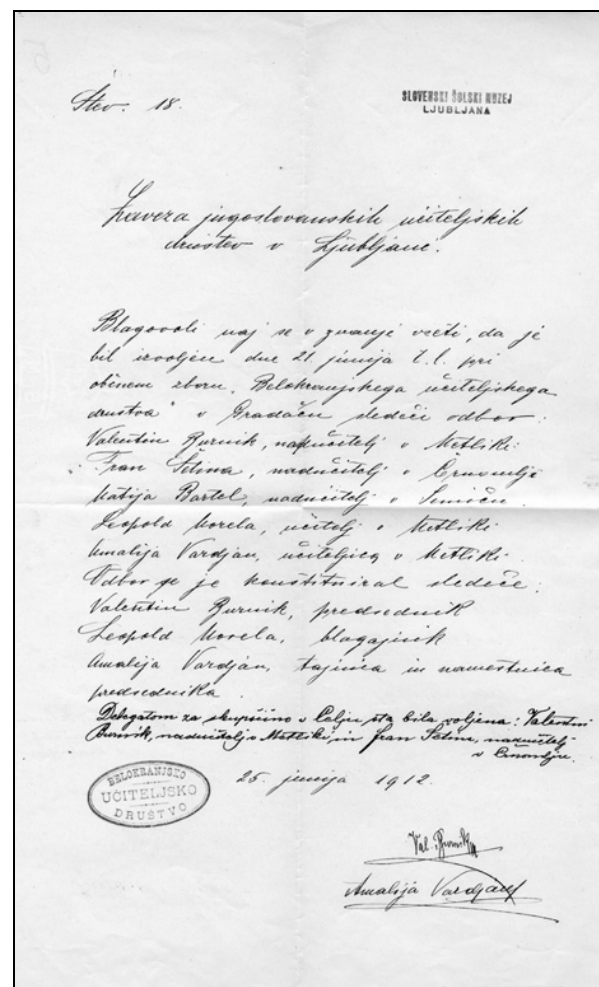 Štev. 18.
SLOVENSKI ŠOLSKI MUZEJ
LJUBLJANA
Zaveza jugoslovanskih učiteljskih
društev v Ljubljani.
Blagovoli naj se v znanje vzeti, da je
bil izvoljen dne 21. junija t. l. pri
občnem zboru „Belokranjskega učiteljskega
društva" v Gradacu sledeči odbor:
Valentin Burnik, nadučitelj v Metliki:
Fran Šetina, nadučitelj v Črnomlju
Matija Bartel, nadučitelj v Semiču.
Leopold Morela, učitelj v Metliki
Amalija Vardjan, učiteljica v Metliki.
Odbor se je konštituiral sledeče:
Valentin Burnik, predsednik
Leopold Morela, blagajnik
Amalija Vardjan, tajnica in namestnica
predsednika.
Delegatom za skupščino v Celju sta bila voljena: Valentin
Burnik, nadučitelj v Metliki, in Fran Šetina, nadučitelj
v Črnomlju.
25. junija 1912.
BELOKRANJSKO
UČITELJSKO
DRUŠTVO
Val. Burnik
Amalija Vardjan